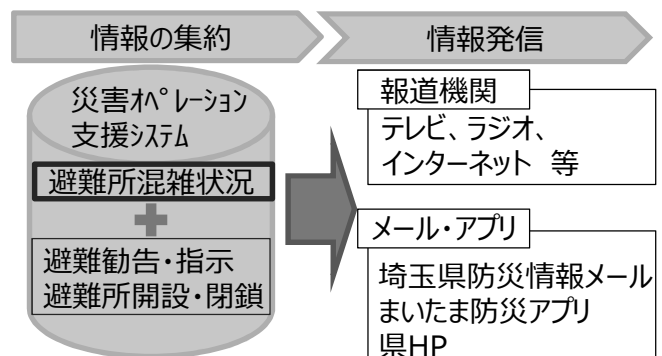 情報の集約
情報発信
災害ｵﾍﾟﾚｰｼｮﾝ
支援ｼｽﾃﾑ
避難所混雑状況
+
避難勧告・指示
避難所開設・閉鎖
報道機関
テレビ、ラジオ、
インターネット 等
メール・アプリ
埼玉県防災情報メール
まいたま防災アプリ
県HP